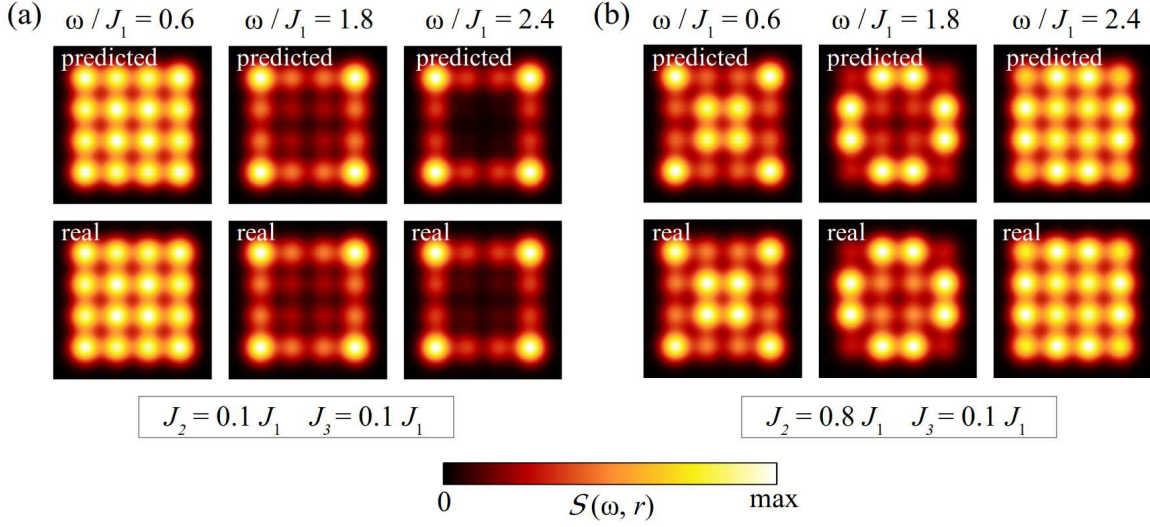 (a) ω / J₁ = 0.6 ω / J₁ = 1.8 ω / J₁ = 2.4
predicted predicted predicted
real real real
J₂ = 0.1 J₁ J₃ = 0.1 J₁
(b) ω / J₁ = 0.6 ω / J₁ = 1.8 ω / J₁ = 2.4
predicted predicted predicted
real real real
J₂ = 0.8 J₁ J₃ = 0.1 J₁
0 S(ω, r) max